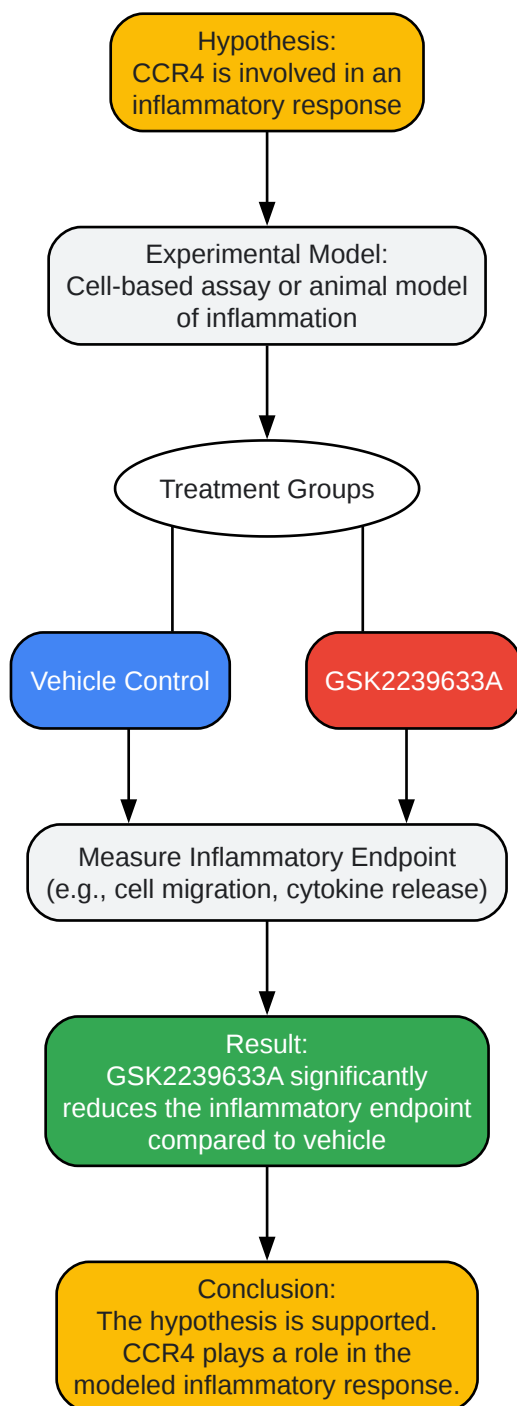 Hypothesis:
CCR4 is involved in an
inflammatory response
Experimental Model:
Cell-based assay or animal model
of inflammation
Treatment Groups
Vehicle Control
GSK2239633A
Measure Inflammatory Endpoint
(e.g., cell migration, cytokine release)
Result:
GSK2239633A significantly
reduces the inflammatory endpoint
compared to vehicle
Conclusion:
The hypothesis is supported.
CCR4 plays a role in the
modeled inflammatory response.